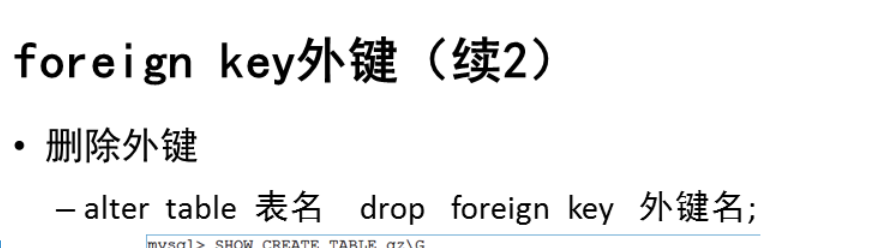 foreign key外键（续2）
• 删除外键
– alter table 表名 drop foreign key 外键名;
mysql> SHOW CREATE TABLE gz\G